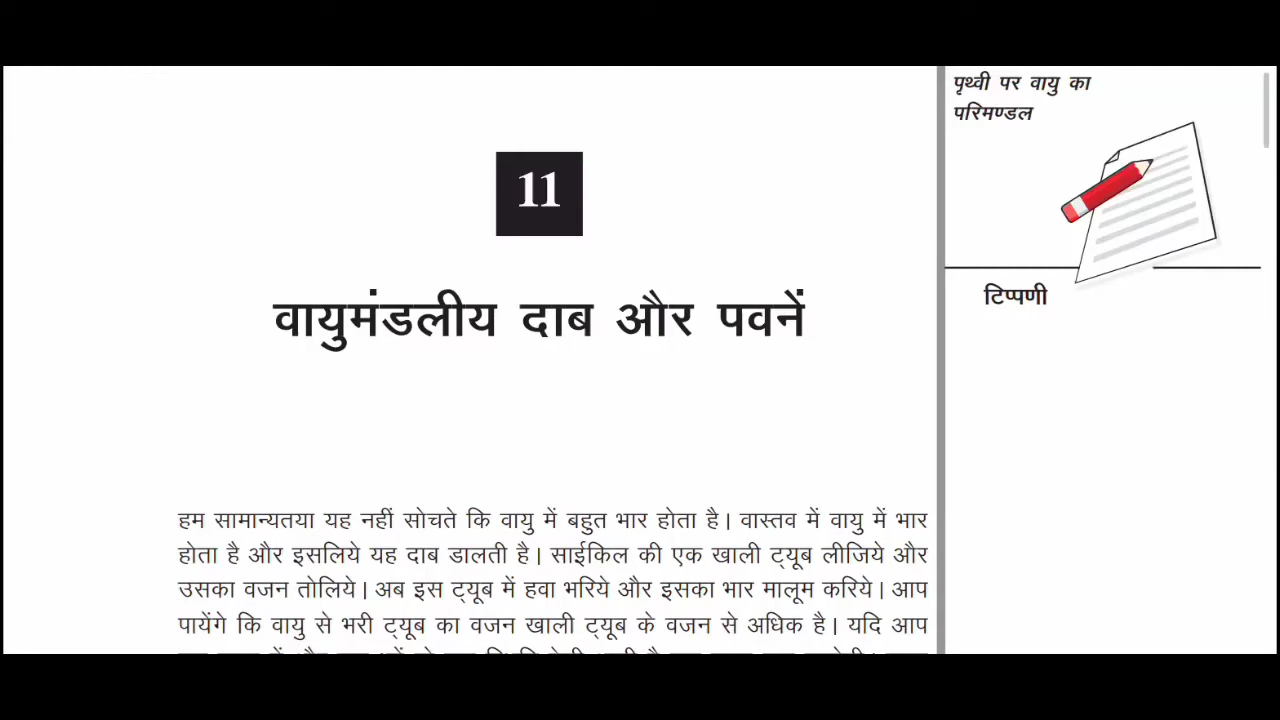 पृथ्वी पर वायु का
परिमण्डल
11
वायुमंडलीय दाब और पवनें
टिप्पणी
हम सामान्यतया यह नहीं सोचते कि वायु में बहुत भार होता है। वास्तव में वायु में भार
होता है और इसलिये यह दाब डालती है। साईकिल की एक खाली ट्यूब लीजिये और
उसका वजन तोलिये। अब इस ट्यूब में हवा भरिये और इसका भार मालूम करिये। आप
पायेंगे कि वायु से भरी ट्यूब का वजन खाली ट्यूब के वजन से अधिक है। यदि आप